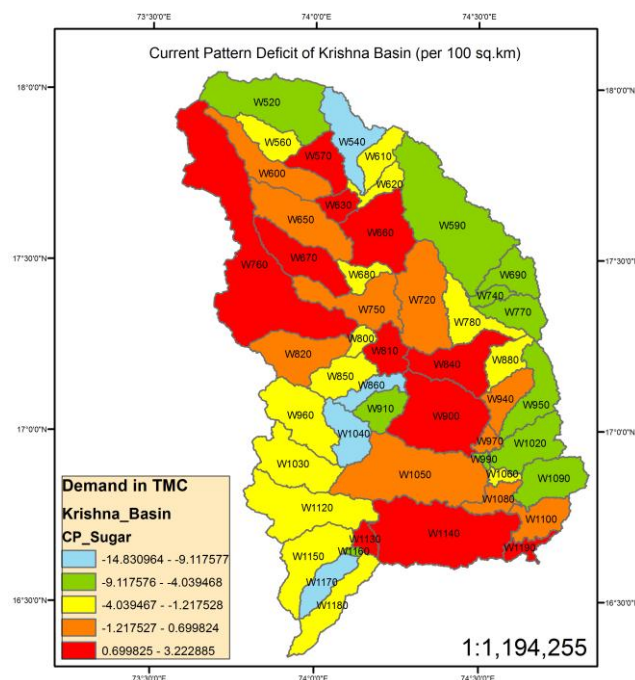 73°30'0"E 74°0'0"E 74°30'0"E
Current Pattern Deficit of Krishna Basin (per 100 sq.km)
18°0'0"N 18°0'0"N
W520
W540
W560
W570
W610
W600
W620
W630
W650
W660
W590
17°30'0"N 17°30'0"N
W760
W670
W680
W690
W740
W720
W750
W770
W780
W800
W810
W820
W840
W880
W850
W860
W910
W900
W940
W950
W960
W1040
W970
17°0'0"N 17°0'0"N
W1020
W990
W1030
W1050
W1060
W1090
W1080
W1120
W1100
W1130
W1140
W1160
W1190
W1150
W1170
W1180
16°30'0"N 16°30'0"N
Demand in TMC
Krishna_Basin
CP_Sugar
-14.830964 - -9.117577
-9.117576 - -4.039468
-4.039467 - -1.217528
-1.217527 - 0.699824
0.699825 - 3.222885
1:1,194,255
73°30'0"E 74°0'0"E 74°30'0"E